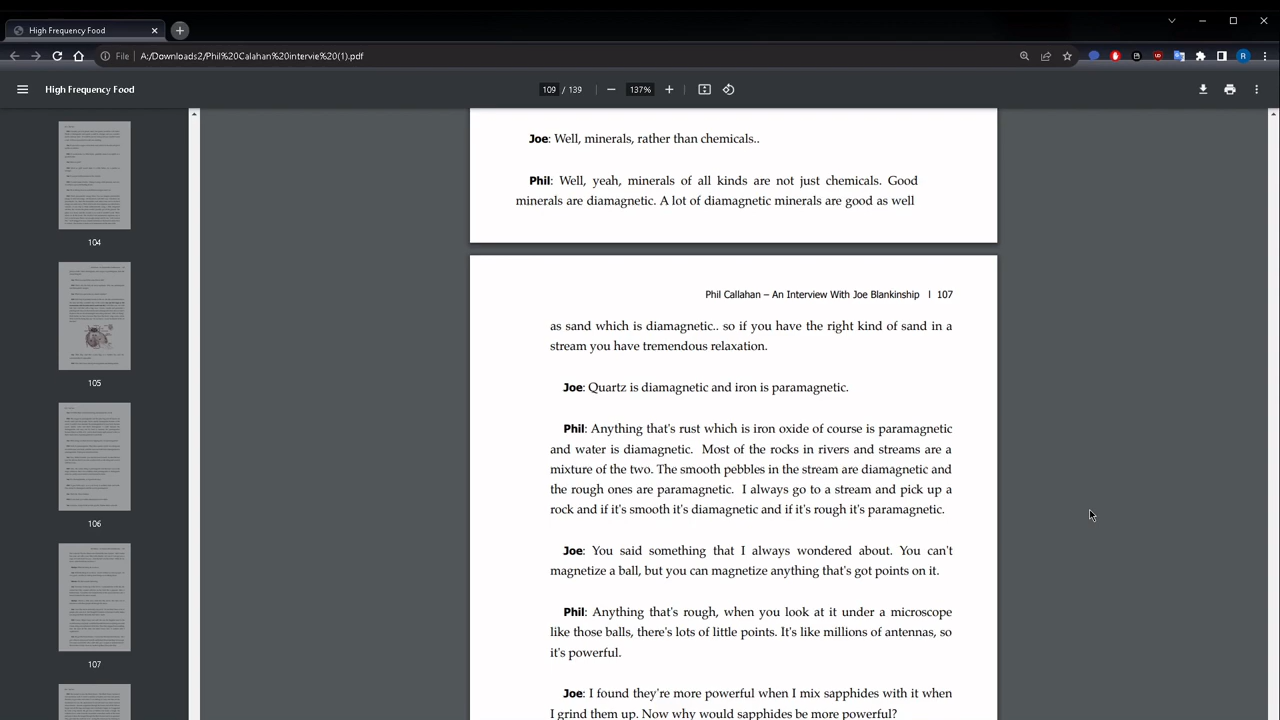 High Frequency Food
File
A:/Downloads2/Phil%20Calahan%20intervie%20(1).pdf
R
High Frequency Food
109 / 139
137%
104
105
106
107
Joe: Well, minerals, rather than chemicals..
Phil: Well, yeah, minerals of all kinds are not just chemicals. Good
minerals are diamagnetic. A lot of diamagnetic minerals are good as well
Phil Callahan – An Interview With Joe Blankinship | 107
as sand which is diamagnetic.. so if you have the right kind of sand in a
stream you have tremendous relaxation.
Joe: Quartz is diamagnetic and iron is paramagnetic.
Phil: Anything that's rust which is iron oxide of course is paramagnetic
and water is diamagnetic. Most of the rocks in rivers and streams are a
mixture of the two. The smooth pebbles in the stream are diamagnetic and
the rough ones are paramagnetic. I always go to a stream and pick up a
rock and if it's smooth it's diamagnetic and if it's rough it's paramagnetic.
Joe: You said something that I always wondered about. You can't
magnetize a ball, but you can magnetize anything that's got points on it.
Phil: Anything that's rough, when you look at it under a microscope
like those balls, there's lots of little points. It's like millions of antennas, so
it's powerful.
Joe: I found they're more powerful when I mix sapphides with it when
I grind them up. Now why would sapphides be more powerful?